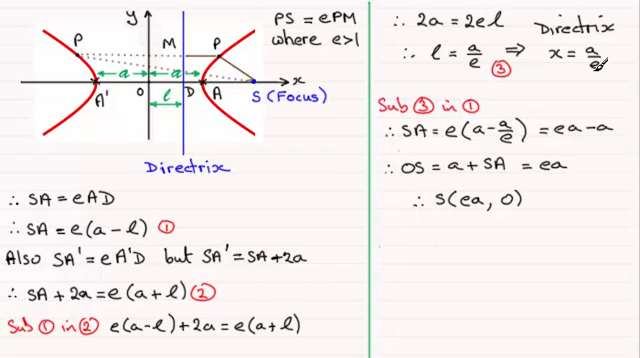 y
PS = ePM
where e>1
P
M
P
a
a
x
A'
O
D
A
S (Focus)
l
Directrix
∴ SA = eAD
∴ SA = e(a - l) ①
Also SA' = eA'D but SA' = SA + 2a
∴ SA + 2a = e(a + l) ②
Sub ① in ② e(a-l) + 2a = e(a + l)
∴ 2a = 2el
Directrix
∴ l = a/e ⇒ x = a/e
③
Sub ③ in ①
∴ SA = e(a - a/e) = ea - a
∴ OS = a + SA = ea
∴ S(ea, 0)